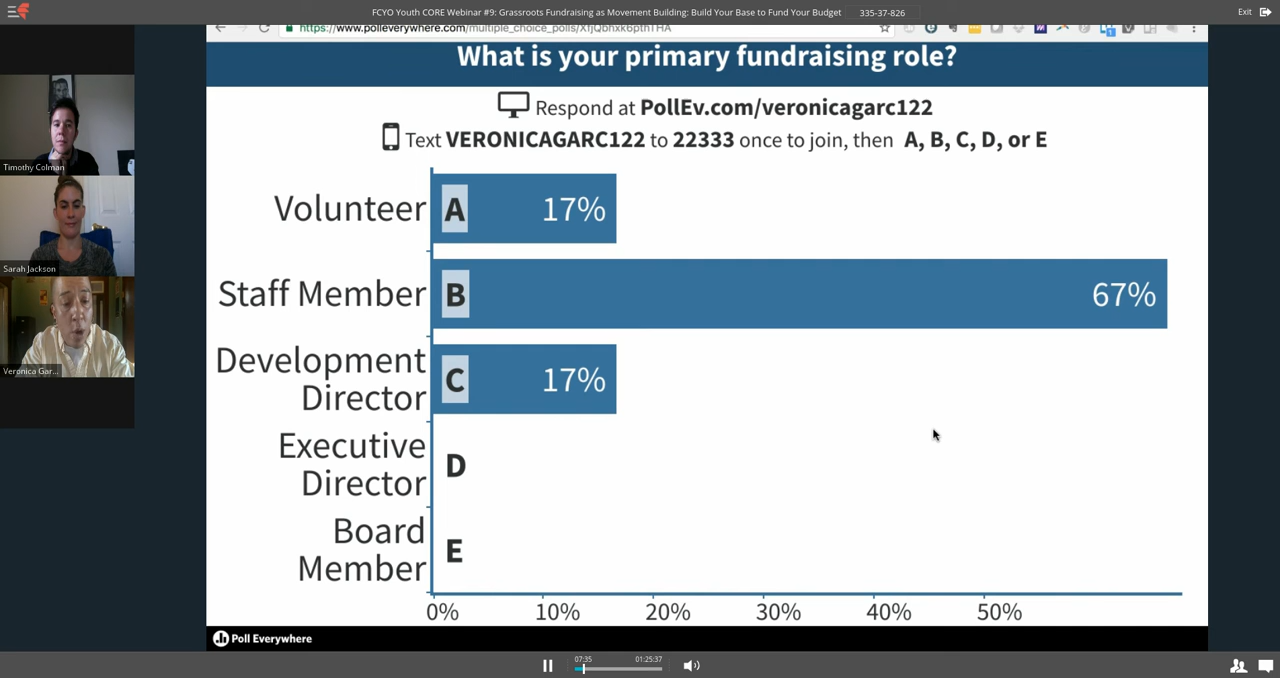 FCYO Youth CORE Webinar #9: Grassroots Fundraising as Movement Building: Build Your Base to Fund Your Budget
335-37-826
Exit
https://www.polleverywhere.com/multiple_choice_polls/XfjQbhxk6pthTHA
What is your primary fundraising role?
Respond at PollEv.com/veronicagarc122
Text VERONICAGARC122 to 22333 once to join, then A, B, C, D, or E
Timothy Colman
Sarah Jackson
Veronica Gar...
Volunteer A 17%
Staff Member B 67%
Development
Director
C 17%
Executive
Director
D
Board
Member
E
0% 10% 20% 30% 40% 50%
Poll Everywhere
07:35 01:25:37